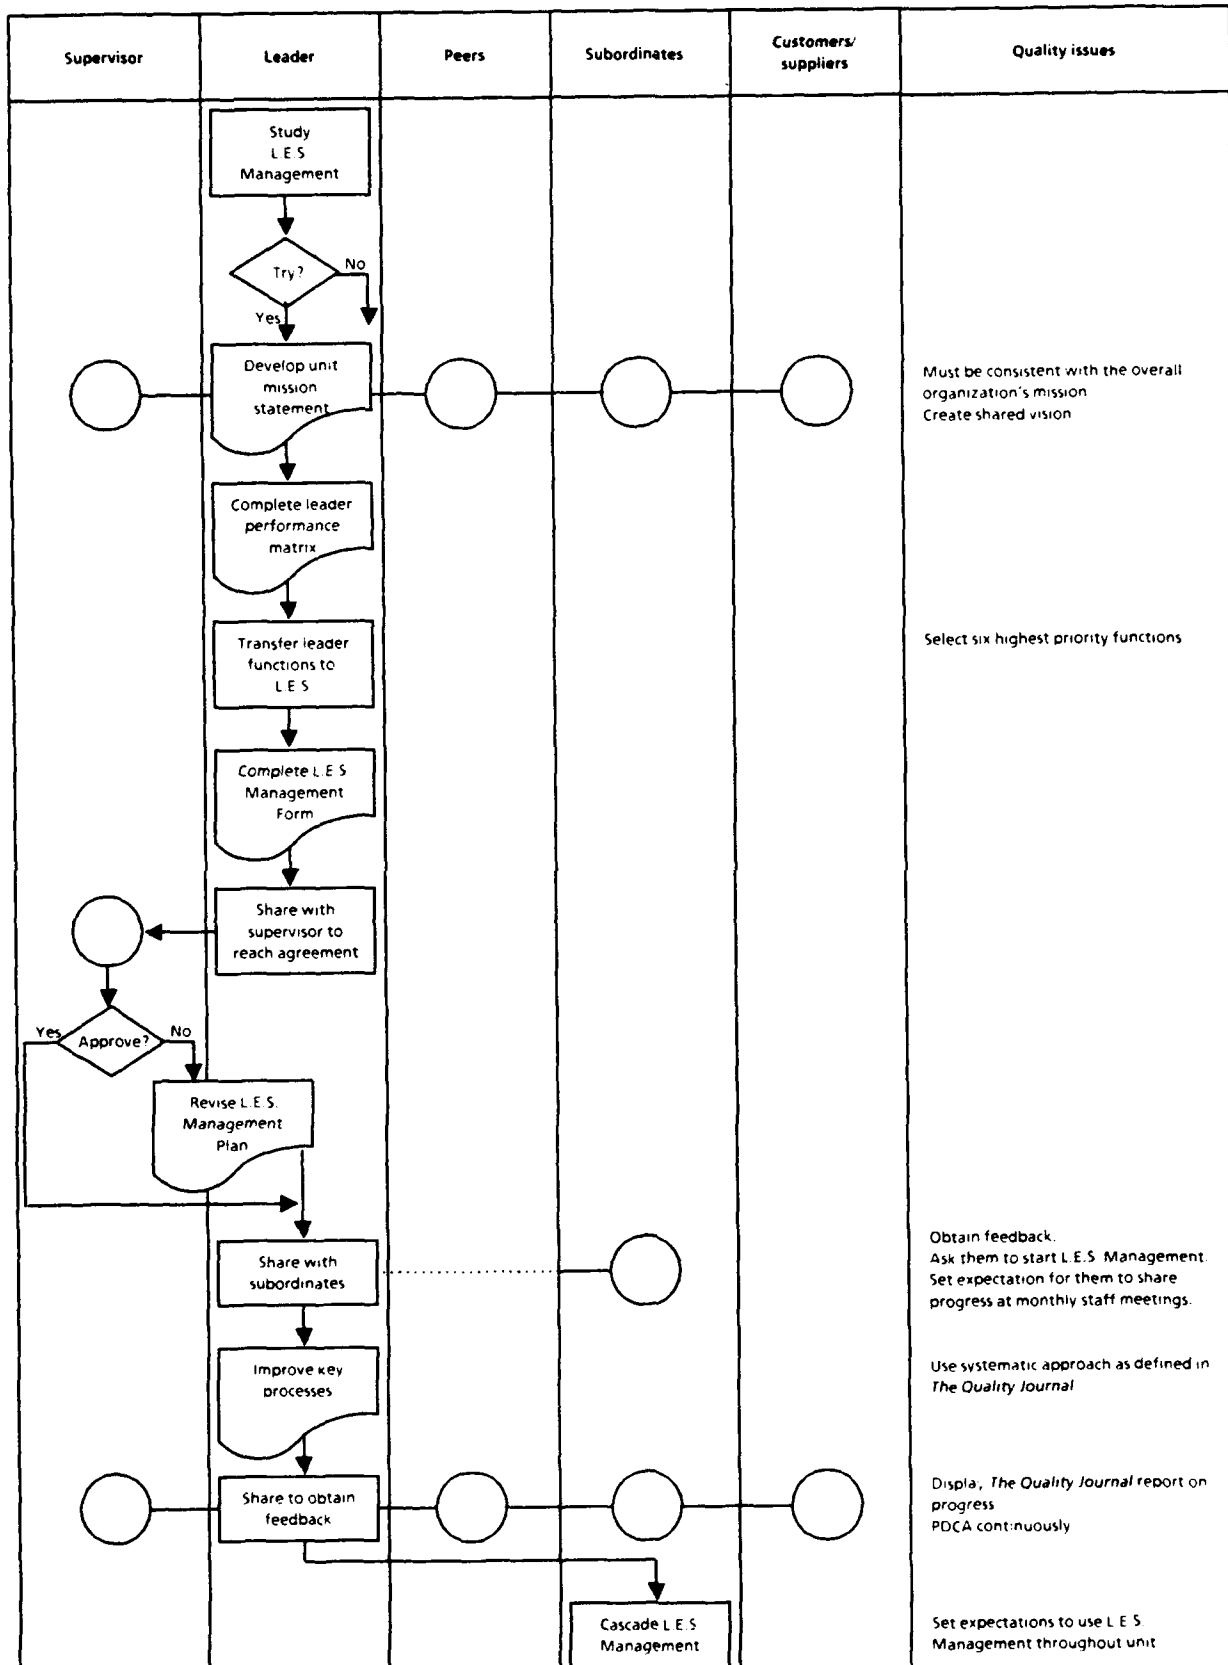 Supervisor
Leader
Peers
Subordinates
Customers/
suppliers
Quality issues
Study
L.E.S
Management
Try?
No
Yes
Develop unit
mission
statement
Must be consistent with the overall
organization's mission
Create shared vision
Complete leader
performance
matrix
Transfer leader
functions to
L.E.S
Select six highest priority functions
Complete L.E.S
Management
Form
Share with
supervisor to
reach agreement
Yes
Approve?
No
Revise L.E.S.
Management
Plan
Share with
subordinates
Obtain feedback.
Ask them to start L.E.S. Management.
Set expectation for them to share
progress at monthly staff meetings.
Improve key
processes
Use systematic approach as defined in
The Quality Journal
Share to obtain
feedback
Display The Quality Journal report on
progress
PDCA continuously
Cascade L.E.S
Management
Set expectations to use L.E.S.
Management throughout unit